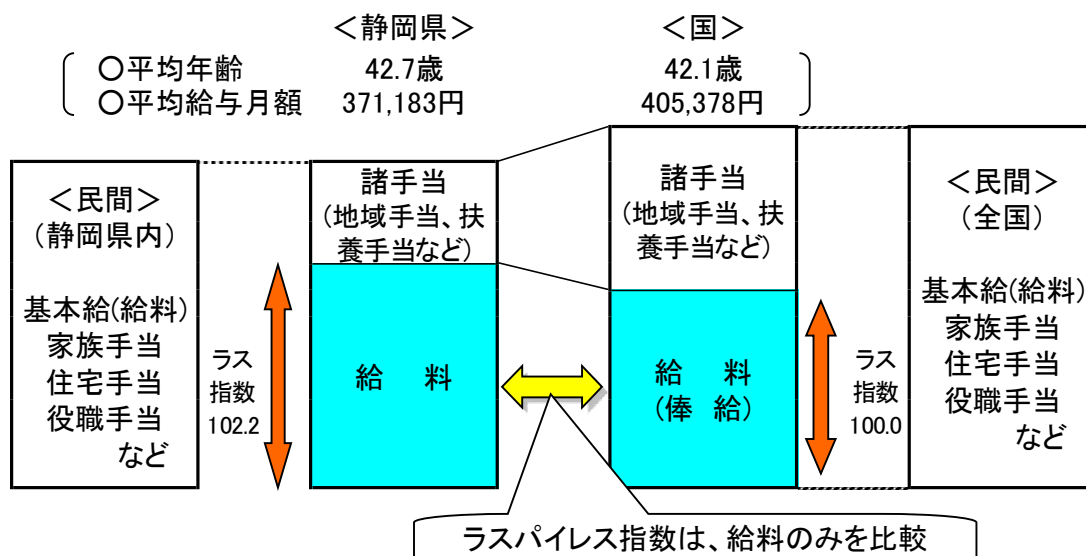 ＜静岡県＞
＜国＞
○平均年齢 42.7歳 42.1歳
○平均給与月額 371,183円 405,378円
＜民間＞
(静岡県内)
基本給(給料)
家族手当
住宅手当
役職手当
など
ラス
指数
102.2
諸手当
(地域手当、扶
養手当など)
給 料
諸手当
(地域手当、扶
養手当など)
給 料
(俸 給)
ラス
指数
100.0
＜民間＞
(全国)
基本給(給料)
家族手当
住宅手当
役職手当
など
ラスパイレス指数は、給料のみを比較